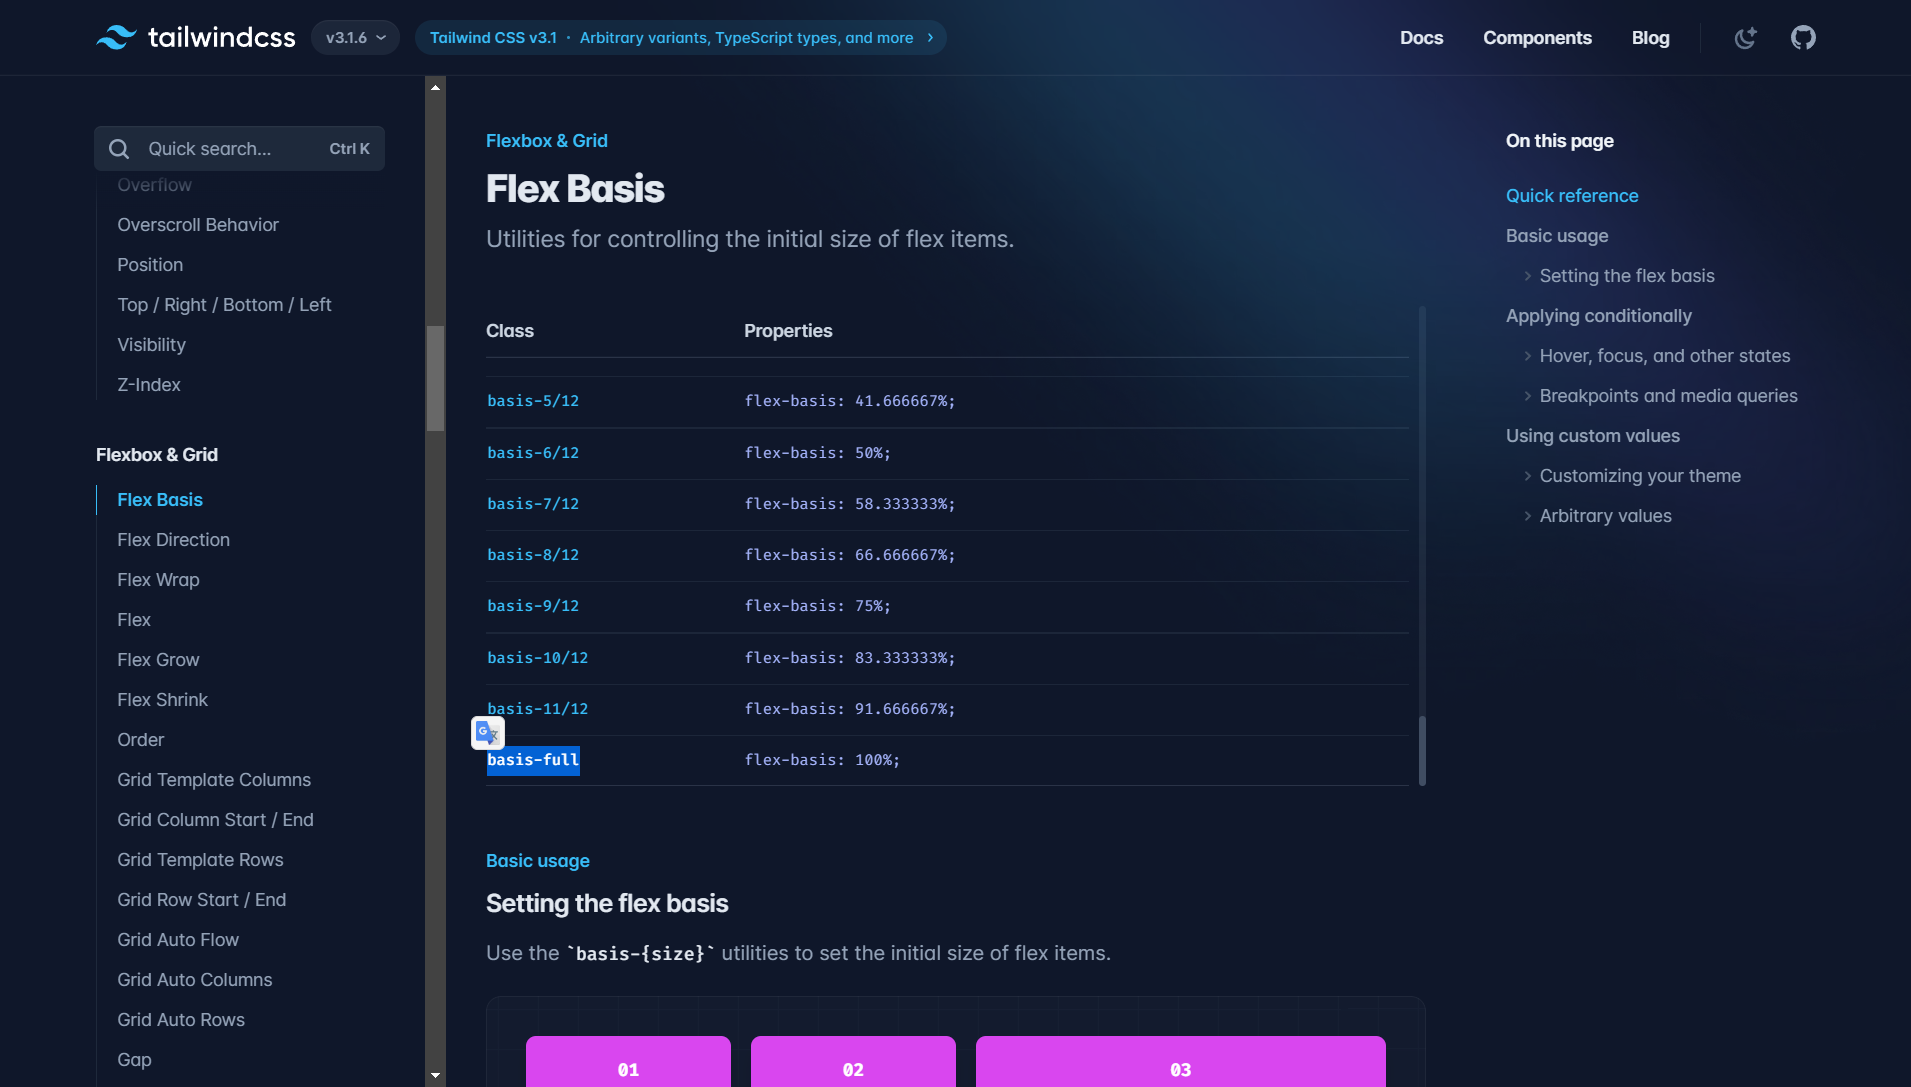 tailwindcss
v3.1.6
Tailwind CSS v3.1 · Arbitrary variants, TypeScript types, and more
Docs
Components
Blog
Quick search...
Ctrl K
Overflow
Overscroll Behavior
Position
Top / Right / Bottom / Left
Visibility
Z-Index
Flexbox & Grid
Flex Basis
Flex Direction
Flex Wrap
Flex
Flex Grow
Flex Shrink
Order
Grid Template Columns
Grid Column Start / End
Grid Template Rows
Grid Row Start / End
Grid Auto Flow
Grid Auto Columns
Grid Auto Rows
Gap
Flexbox & Grid
Flex Basis
Utilities for controlling the initial size of flex items.
Class Properties
basis-5/12 flex-basis: 41.666667%;
basis-6/12 flex-basis: 50%;
basis-7/12 flex-basis: 58.333333%;
basis-8/12 flex-basis: 66.666667%;
basis-9/12 flex-basis: 75%;
basis-10/12 flex-basis: 83.333333%;
basis-11/12 flex-basis: 91.666667%;
basis-full flex-basis: 100%;
Basic usage
Setting the flex basis
Use the `basis-{size}` utilities to set the initial size of flex items.
01
02
03
On this page
Quick reference
Basic usage
Setting the flex basis
Applying conditionally
Hover, focus, and other states
Breakpoints and media queries
Using custom values
Customizing your theme
Arbitrary values